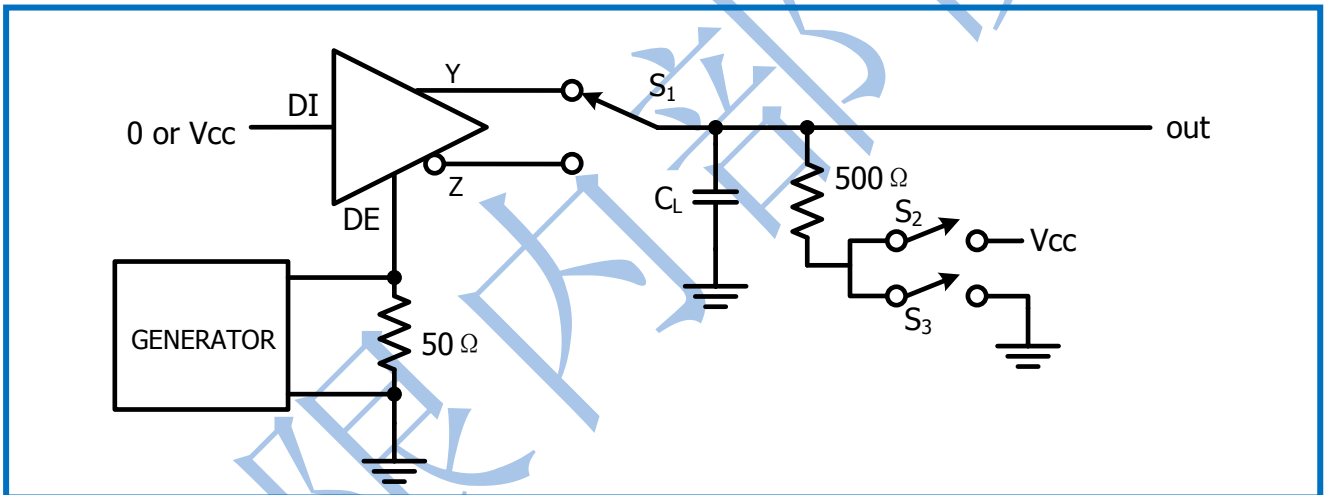 Y
S1
DI
0 or Vcc
out
Z
500 Ω
CL
DE
S2
Vcc
S3
GENERATOR
50 Ω